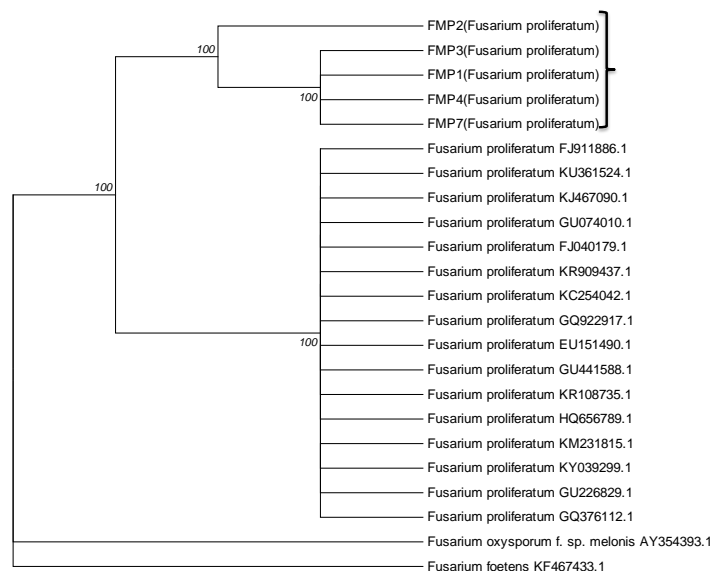 FMP2(Fusarium proliferatum)
100
FMP3(Fusarium proliferatum)
FMP1(Fusarium proliferatum)
100
FMP4(Fusarium proliferatum)
FMP7(Fusarium proliferatum)
Fusarium proliferatum FJ911886.1
Fusarium proliferatum KU361524.1
100
Fusarium proliferatum KJ467090.1
Fusarium proliferatum GU074010.1
Fusarium proliferatum FJ040179.1
Fusarium proliferatum KR909437.1
Fusarium proliferatum KC254042.1
Fusarium proliferatum GQ922917.1
100
Fusarium proliferatum EU151490.1
Fusarium proliferatum GU441588.1
Fusarium proliferatum KR108735.1
Fusarium proliferatum HQ656789.1
Fusarium proliferatum KM231815.1
Fusarium proliferatum KY039299.1
Fusarium proliferatum GU226829.1
Fusarium proliferatum GQ376112.1
Fusarium oxysporum f. sp. melonis AY354393.1
Fusarium foetens KF467433.1